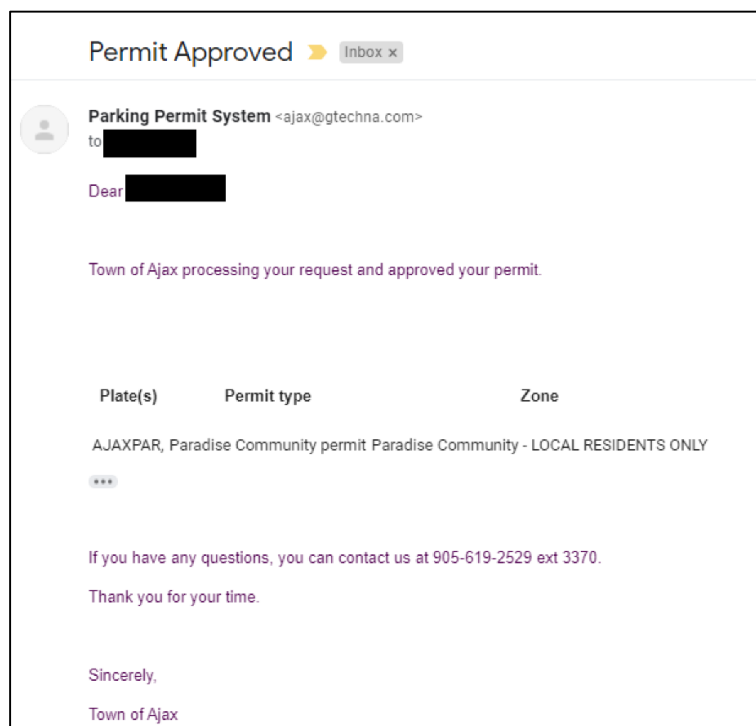 Permit Approved Inbox x
Parking Permit System <ajax@gtechna.com>
to
Dear
Town of Ajax processing your request and approved your permit.
Plate(s) Permit type Zone
AJAXPAR, Paradise Community permit Paradise Community - LOCAL RESIDENTS ONLY
If you have any questions, you can contact us at 905-619-2529 ext 3370.
Thank you for your time.
Sincerely,
Town of Ajax